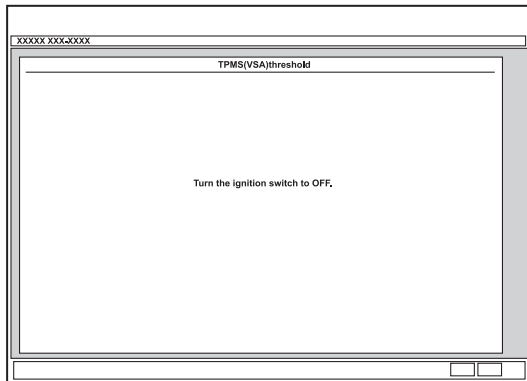 XXXXX XXX-XXXX
TPMS(VSA)threshold
Turn the ignition switch to OFF.